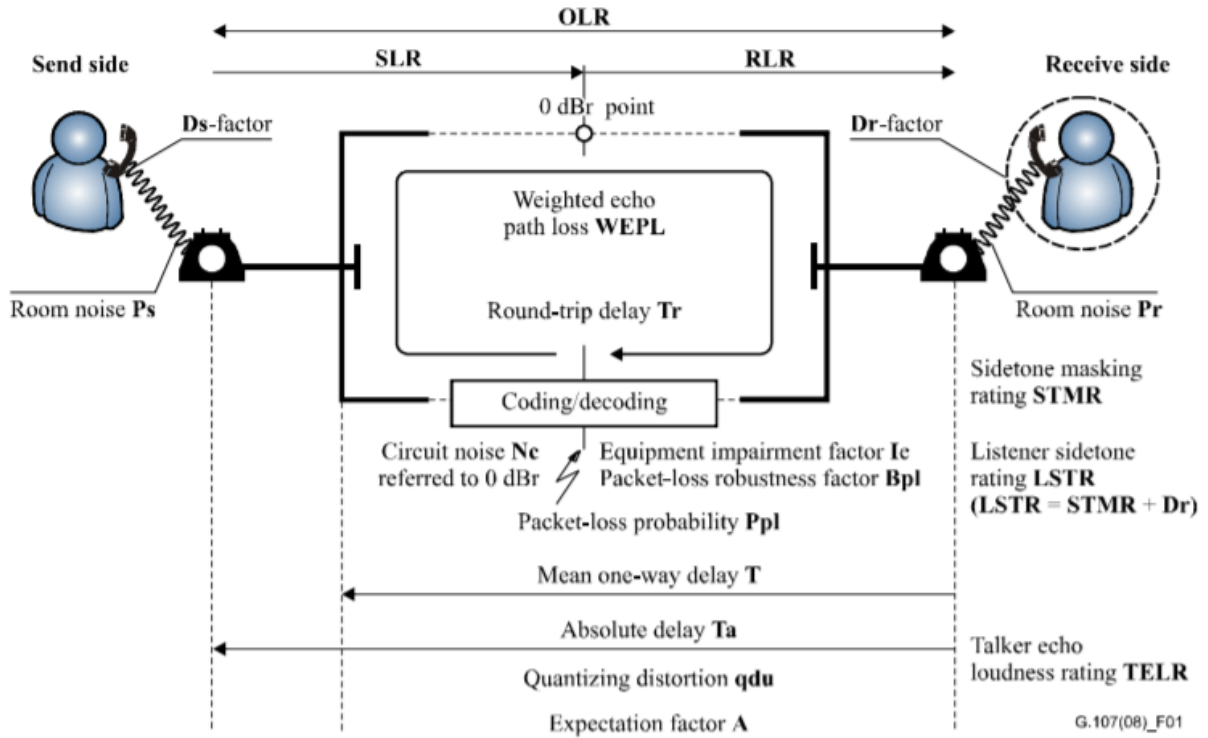 OLR
Send side
SLR
RLR
Receive side
0 dBr point
Ds-factor
Dr-factor
Weighted echo
path loss WEPL
Room noise Ps
Round-trip delay Tr
Room noise Pr
Coding/decoding
Sidetone masking
rating STMR
Circuit noise Nc
referred to 0 dBr
Equipment impairment factor Ie
Packet-loss robustness factor Bpl
Listener sidetone
rating LSTR
(LSTR = STMR + Dr)
Packet-loss probability Ppl
Mean one-way delay T
Absolute delay Ta
Talker echo
loudness rating TELR
Quantizing distortion qdu
Expectation factor A
G.107(08)_F01